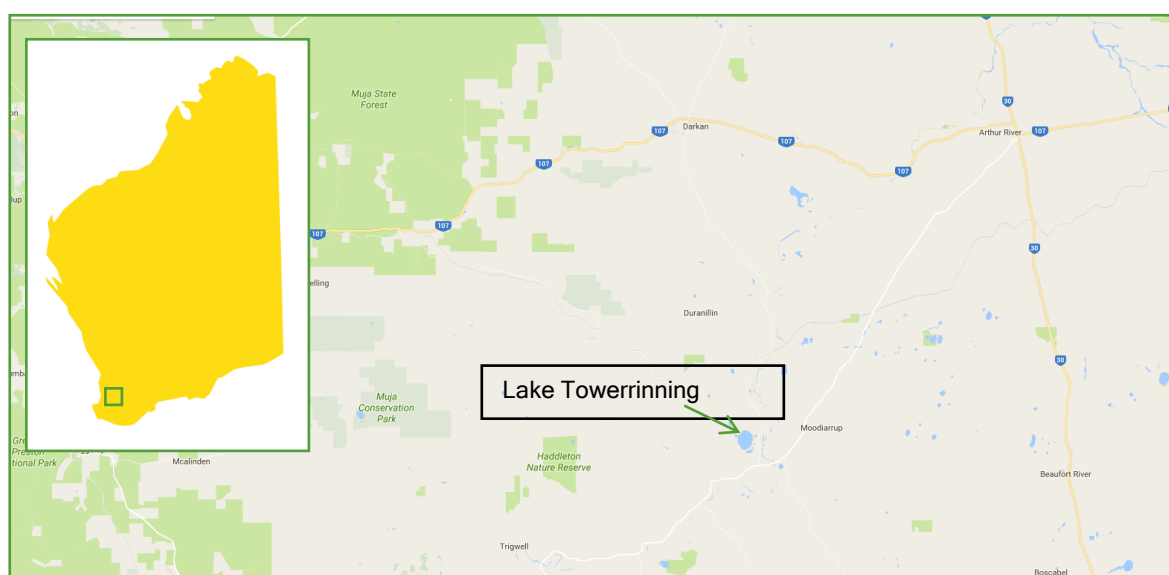 Muja State
Forest
30
107
Darkan
Arthur River
107
107
107
107
107
107
30
elling
Duranillin
30
Lake Towerrinning
Muja
Conservation
Park
Moodiarrup
Mcalinden
Haddleton
Nature Reserve
Beaufort River
Trigwell
Boscabel